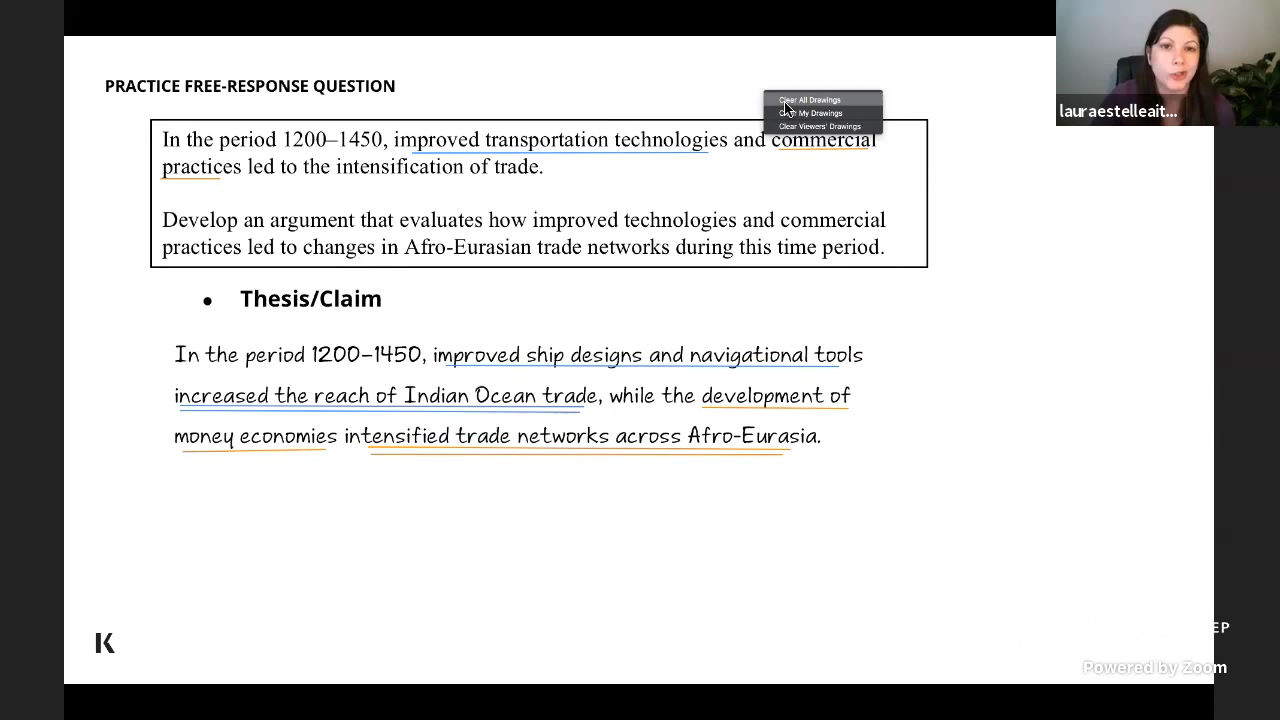 PRACTICE FREE-RESPONSE QUESTION
Clear All Drawings
Clear My Drawings
Clear Viewers' Drawings
lauraestelleait...
In the period 1200–1450, improved transportation technologies and commercial
practices led to the intensification of trade.
Develop an argument that evaluates how improved technologies and commercial
practices led to changes in Afro-Eurasian trade networks during this time period.
• Thesis/Claim
In the period 1200–1450, improved ship designs and navigational tools
increased the reach of Indian Ocean trade, while the development of
money economies intensified trade networks across Afro-Eurasia.
K
EP
Powered by Zoom